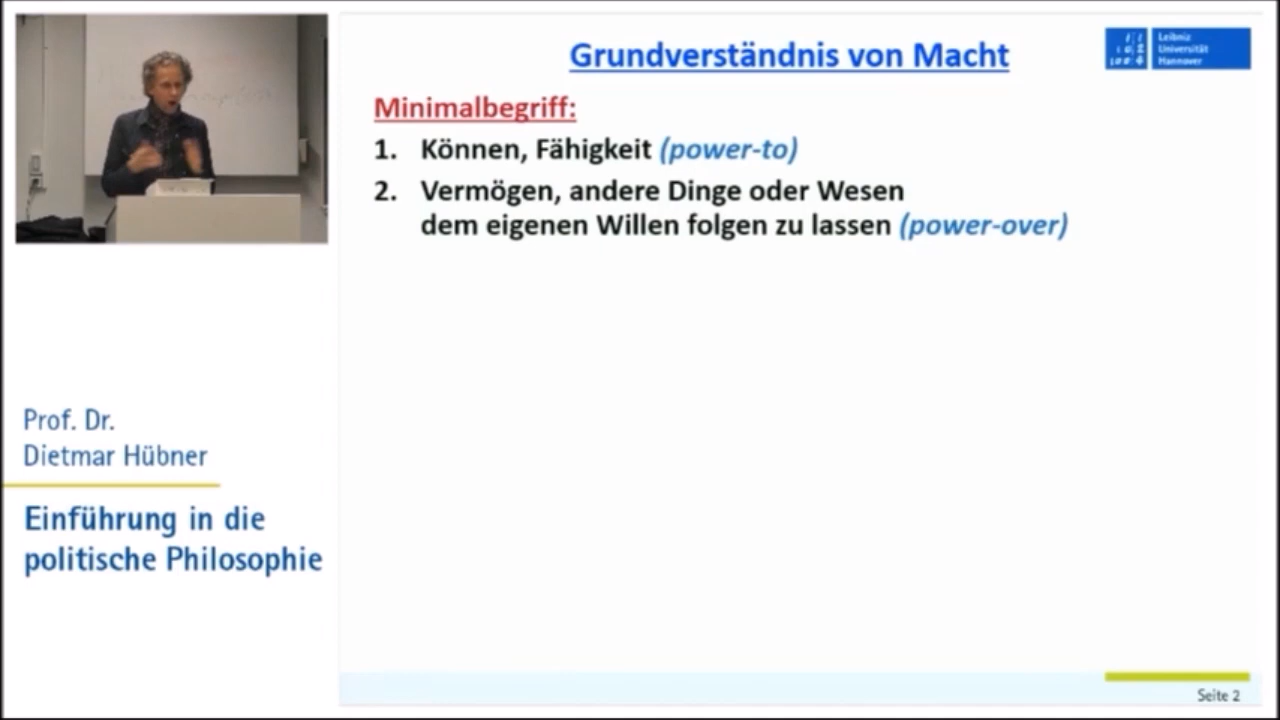 Grundverständnis von Macht
Leibniz
Universität
Hannover
Minimalbegriff:
1. Können, Fähigkeit (power-to)
2. Vermögen, andere Dinge oder Wesen
dem eigenen Willen folgen zu lassen (power-over)
Prof. Dr.
Dietmar Hübner
Einführung in die
politische Philosophie
Seite 2